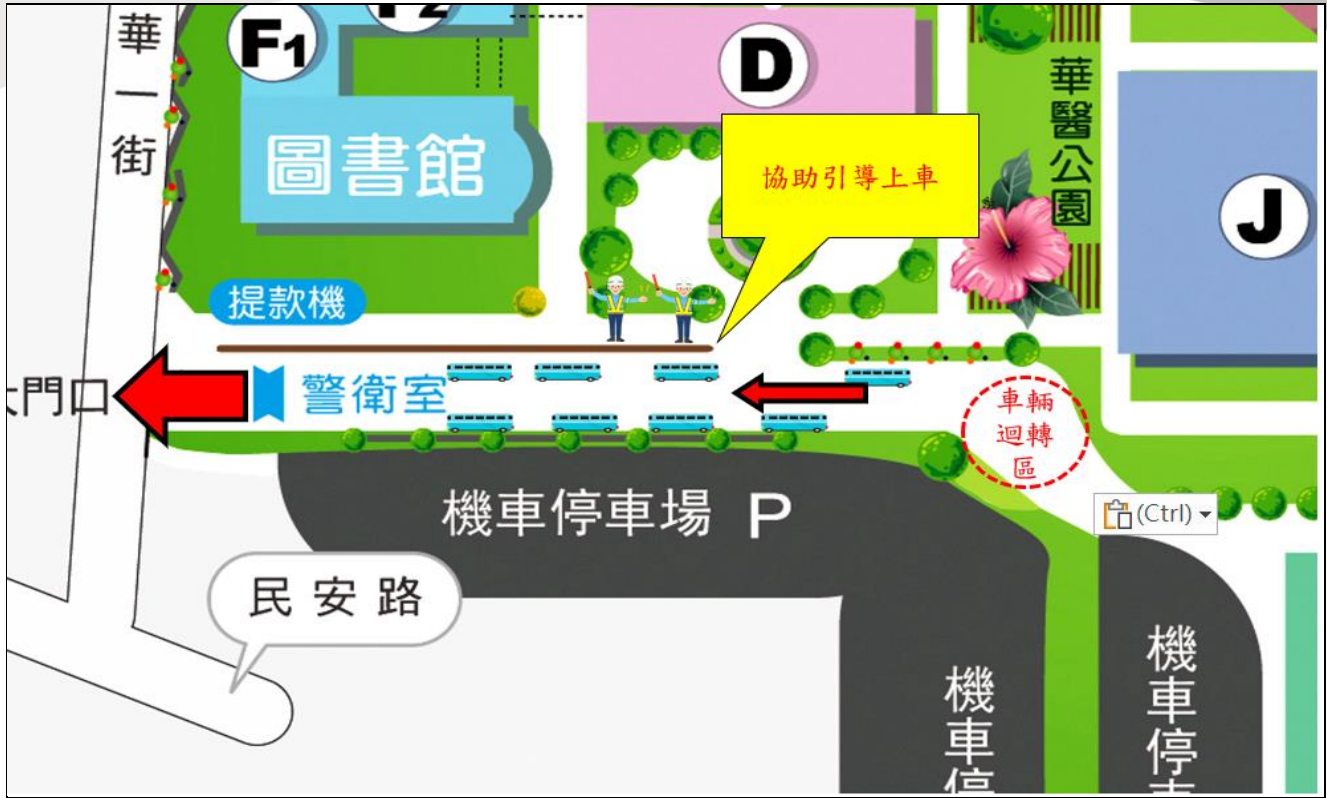 華一街
F1
F2
D
華醫公園
圖書館
協助引導上車
J
提款機
門口
警衛室
車輛
迴轉
區
機車停車場 P
(Ctrl)
民安路
機車停
機車停車